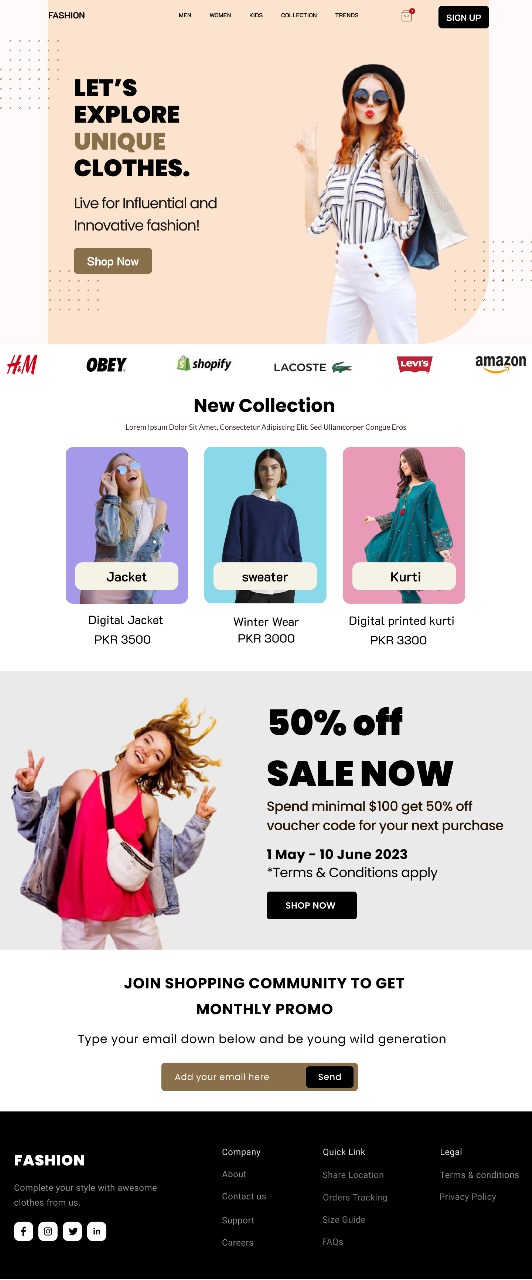 FASHION
MEN WOMEN KIDS COLLECTION TRENDS
SIGN UP
LET'S
EXPLORE
UNIQUE
CLOTHES.
Live for Influential and
Innovative fashion!
Shop Now
H&M OBEY shopify LACOSTE LEVI'S amazon
New Collection
Lorem Ipsum Dolor Sit Amet, Consectetur Adipiscing Elit. Sed Ullamcorper Congue Eros
Jacket sweater Kurti
Digital Jacket Winter Wear Digital printed kurti
PKR 3500 PKR 3000 PKR 3300
50% off
SALE NOW
Spend minimal $100 get 50% off
voucher code for your next purchase
1 May - 10 June 2023
*Terms & Conditions apply
SHOP NOW
JOIN SHOPPING COMMUNITY TO GET
MONTHLY PROMO
Type your email down below and be young wild generation
Add your email here Send
FASHION
Complete your style with awesome
clothes from us.
Company
About
Contact us
Support
Careers
Quick Link
Share Location
Orders Tracking
Size Guide
FAQs
Legal
Terms & conditions
Privacy Policy